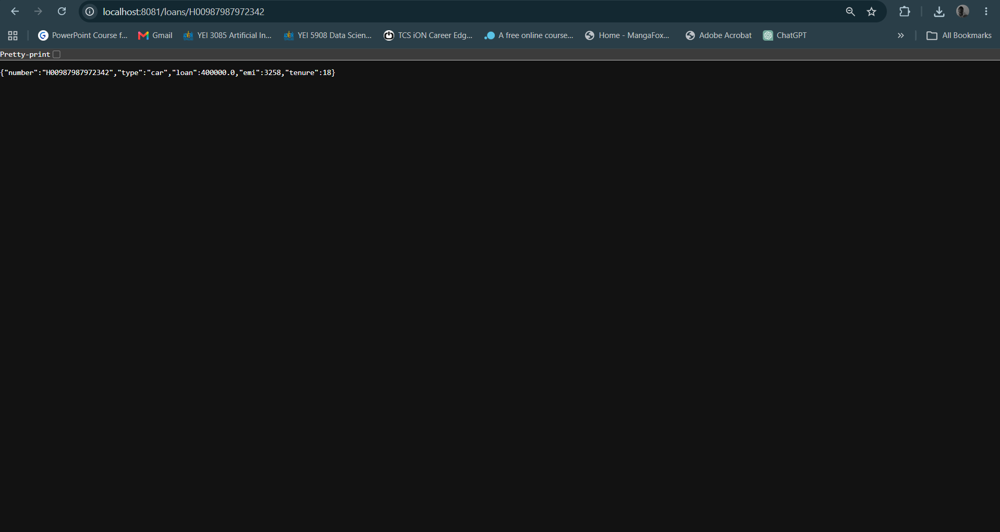 localhost:8081/loans/H00987987972342
PowerPoint Course f... Gmail YEI 3085 Artificial In... YEI 5908 Data Scien... TCS iON Career Edg... A free online course... Home - MangaFox... Adobe Acrobat ChatGPT » All Bookmarks
Pretty-print
{"number":"H00987987972342","type":"car","loan":400000.0,"emi":3258,"tenure":18}